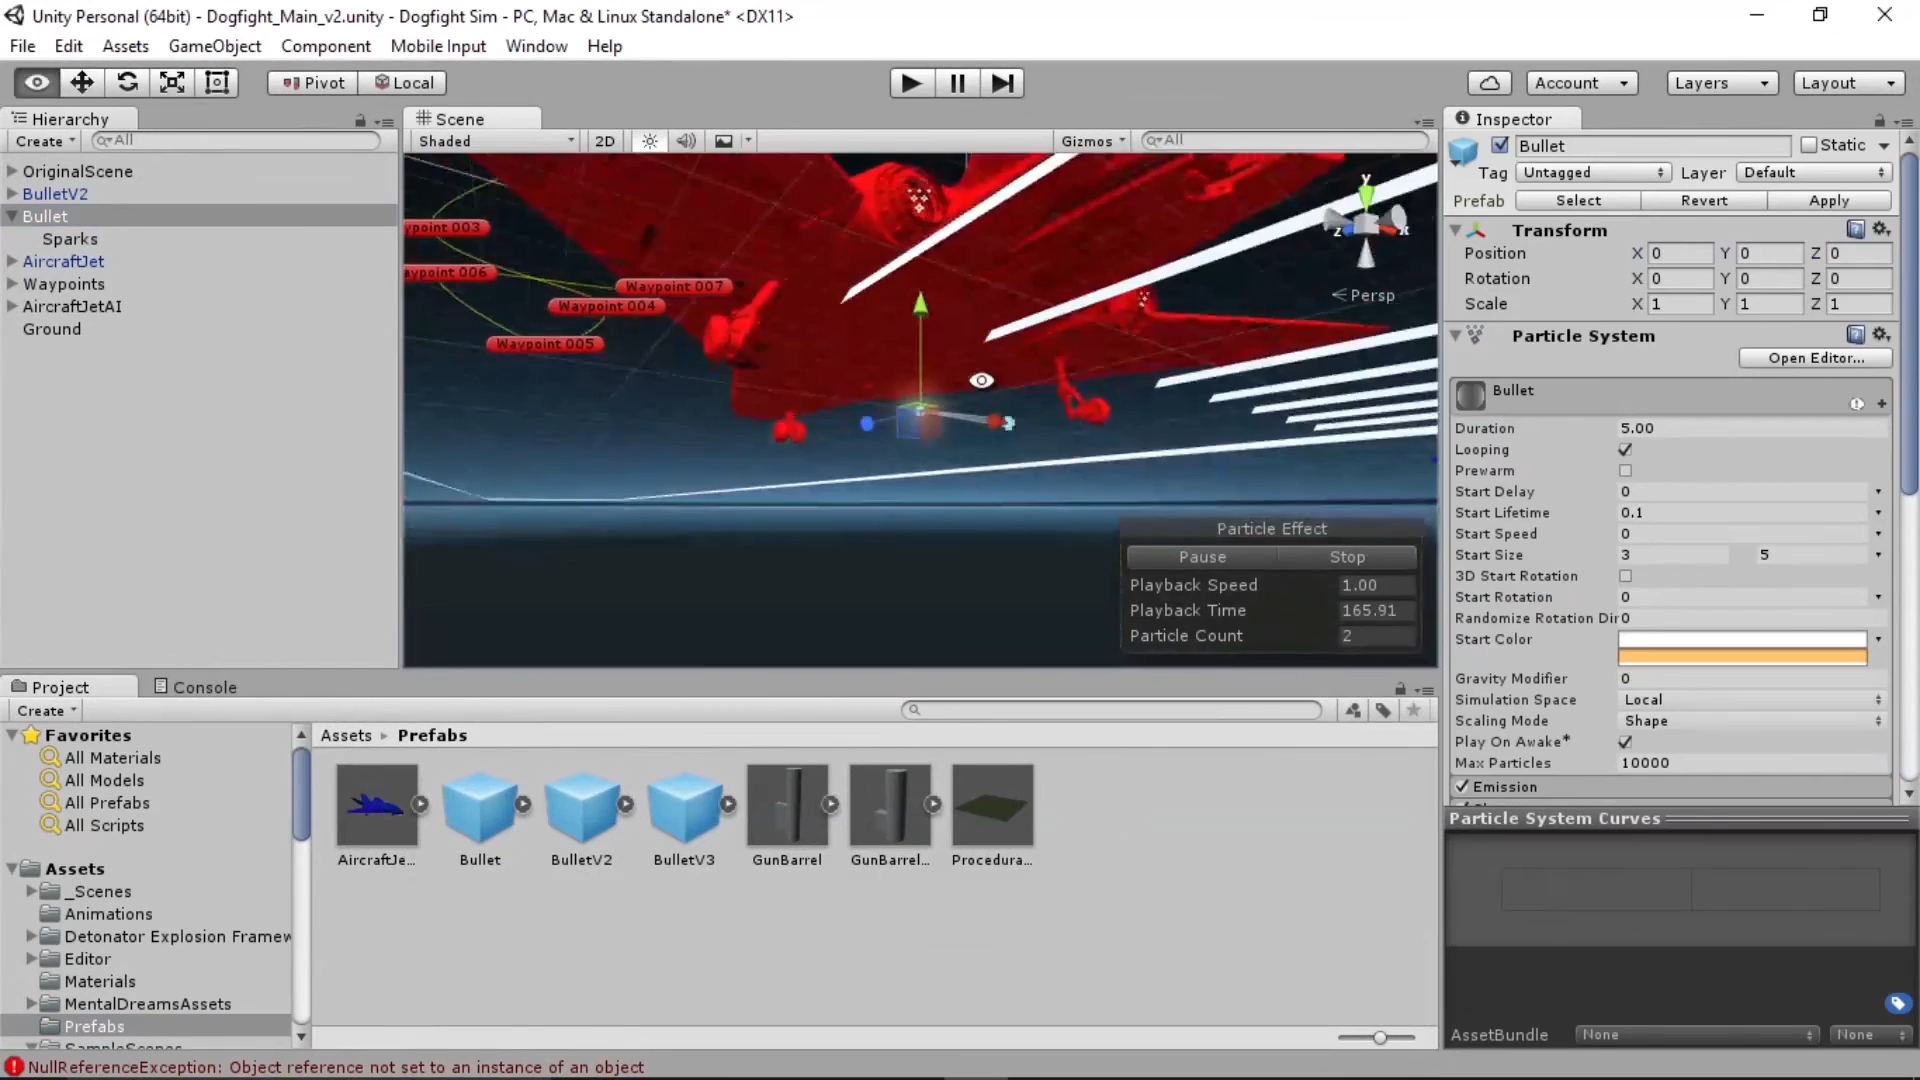 Unity Personal (64bit) - Dogfight_Main_v2.unity - Dogfight Sim - PC, Mac & Linux Standalone* <DX11>
File Edit Assets GameObject Component Mobile Input Window Help
Pivot Local Account Layers Layout
Hierarchy
Create All
OriginalScene
BulletV2
Bullet
Sparks
AircraftJet
Waypoints
AircraftJetAI
Ground
Scene
Shaded 2D Gizmos All
ypoint 003
aypoint 006
Waypoint 007
Waypoint 004
Waypoint 005
y
z x
Persp
Particle Effect
Pause Stop
Playback Speed 1.00
Playback Time 165.91
Particle Count 2
Inspector
Bullet Static
Tag Untagged Layer Default
Prefab Select Revert Apply
Transform
Position X 0 Y 0 Z 0
Rotation X 0 Y 0 Z 0
Scale X 1 Y 1 Z 1
Particle System
Open Editor...
Bullet
Duration 5.00
Looping
Prewarm
Start Delay 0
Start Lifetime 0.1
Start Speed 0
Start Size 3 5
3D Start Rotation
Start Rotation 0
Randomize Rotation Dir 0
Start Color
Gravity Modifier 0
Simulation Space Local
Scaling Mode Shape
Play On Awake*
Max Particles 10000
Emission
Particle System Curves
AssetBundle None None
Project Console
Create
Favorites
All Materials
All Models
All Prefabs
All Scripts
Assets
_Scenes
Animations
Detonator Explosion Framew
Editor
Materials
MentalDreamsAssets
Prefabs
SampleScenes
Assets Prefabs
AircraftJe... Bullet BulletV2 BulletV3 GunBarrel GunBarrel... Procedura...
NullReferenceException: Object reference not set to an instance of an object